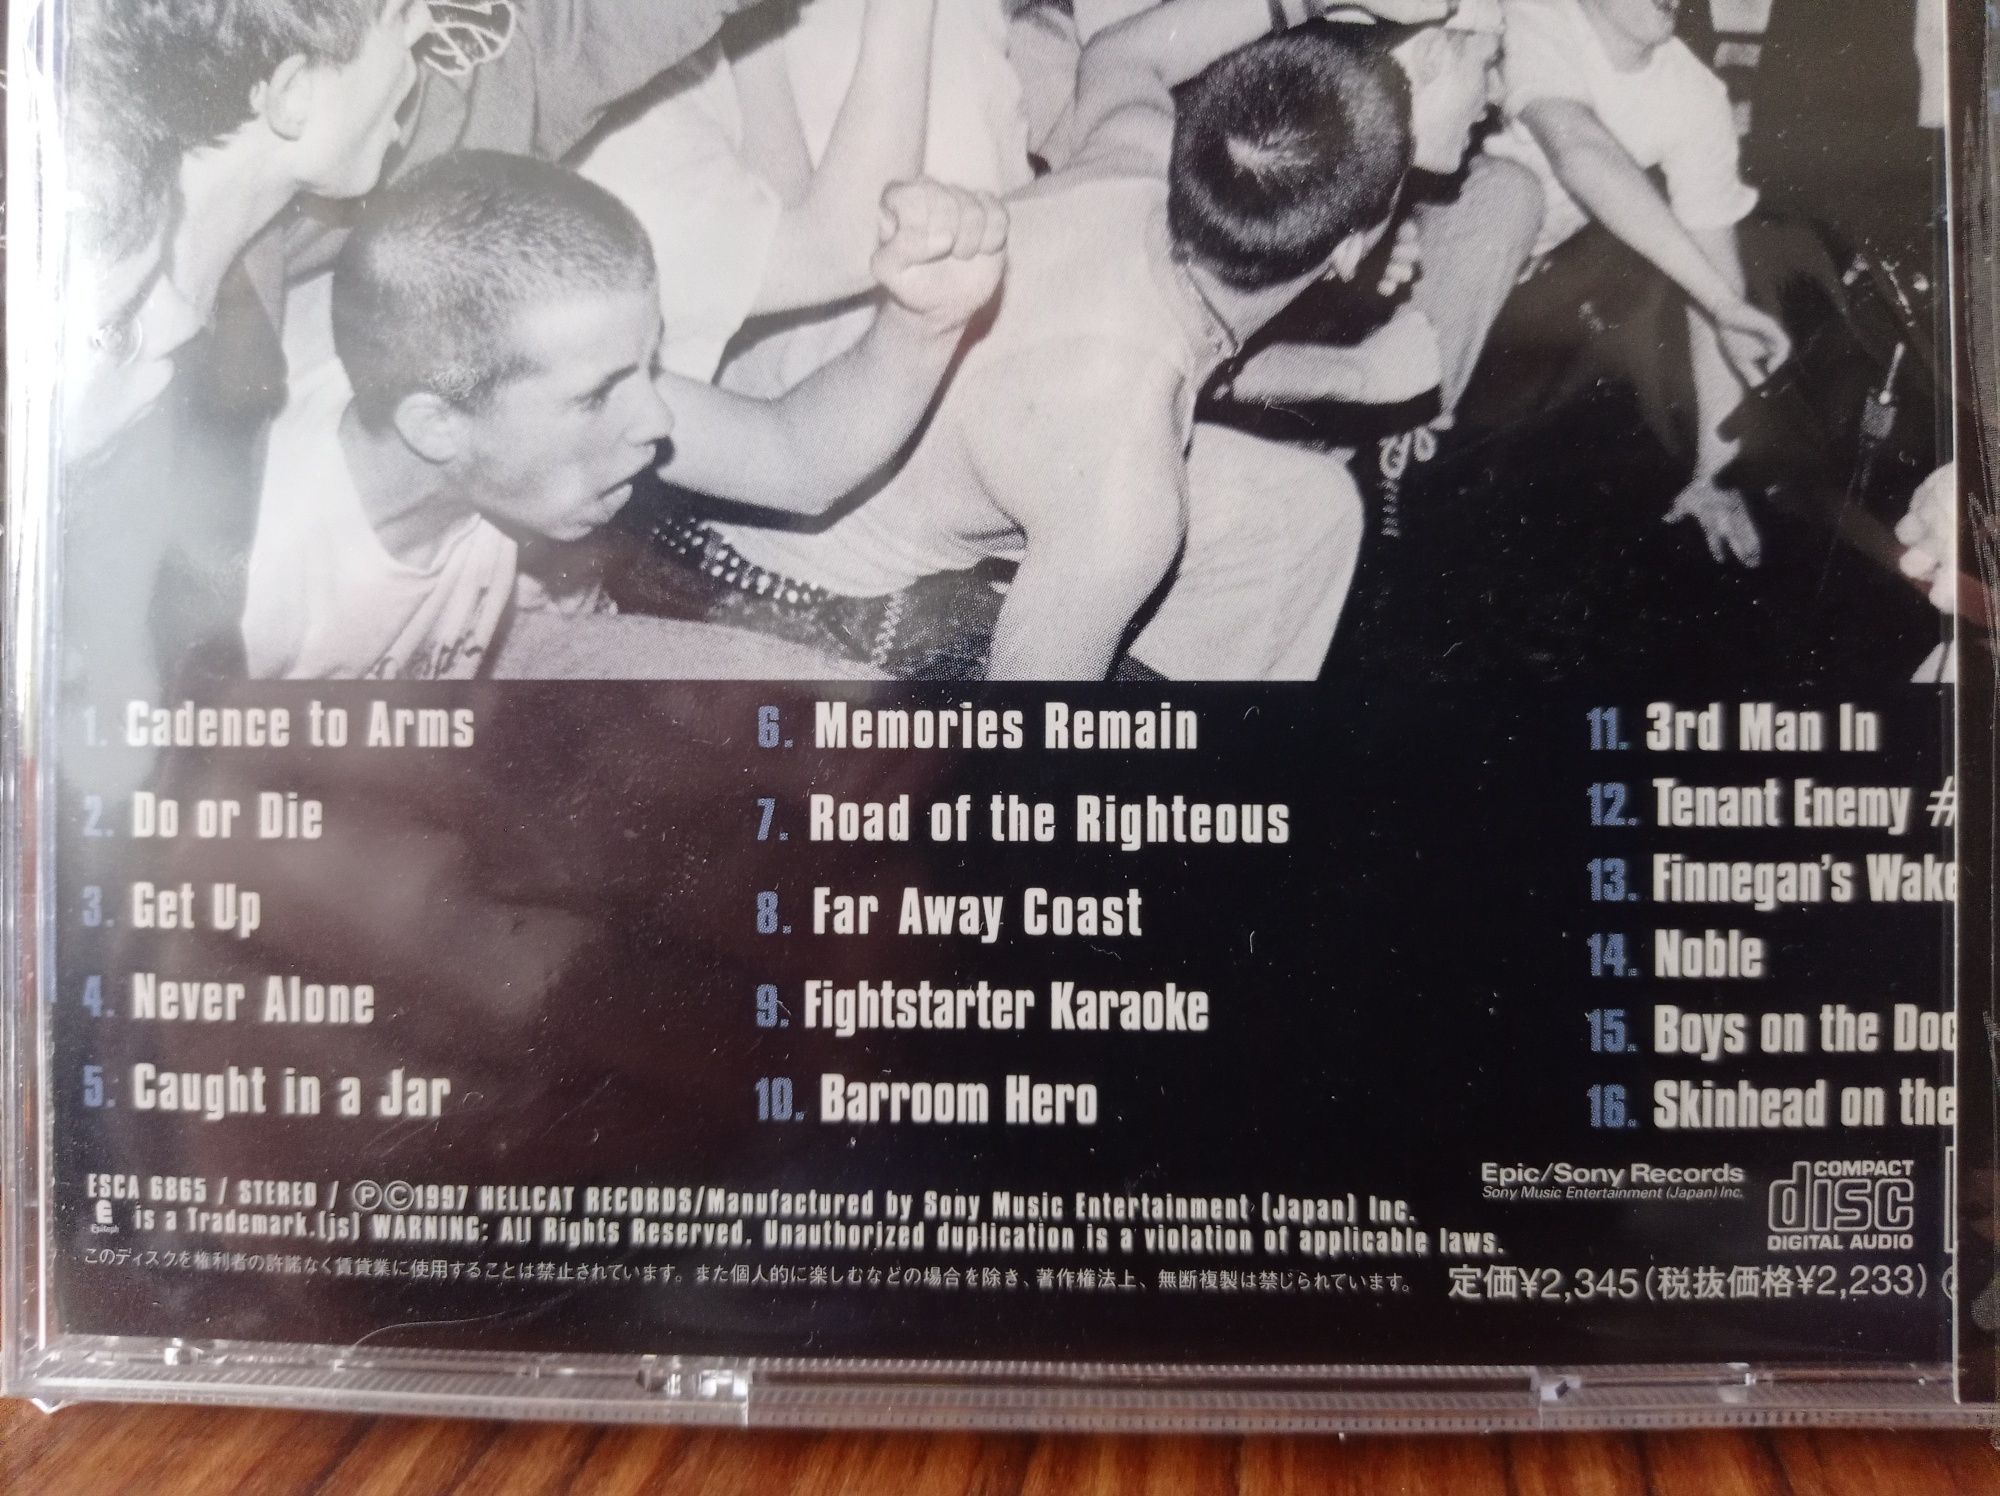 1. Cadence to Arms
2. Do or Die
3. Get Up
4. Never Alone
5. Caught in a Jar
6. Memories Remain
7. Road of the Righteous
8. Far Away Coast
9. Fightstarter Karaoke
10. Barroom Hero
11. 3rd Man In
12. Tenant Enemy #
13. Finnegan's Wake
14. Noble
15. Boys on the Doc
16. Skinhead on the
ESCA 6865 / STEREO / ⓅⒸ1997 HELLCAT RECORDS/Manufactured by Sony Music Entertainment (Japan) Inc.
E is a Trademark.(js) WARNING: All Rights Reserved. Unauthorized duplication is a violation of applicable laws.
Epitaph
このディスクを権利者の許諾なく賃貸業に使用することは禁止されています。また個人的に楽しむなどの場合を除き、著作権法上、無断複製は禁じられています。
Epic/Sony Records
Sony Music Entertainment (Japan) Inc.
COMPACT
disc
DIGITAL AUDIO
定価¥2,345(税抜価格¥2,233)